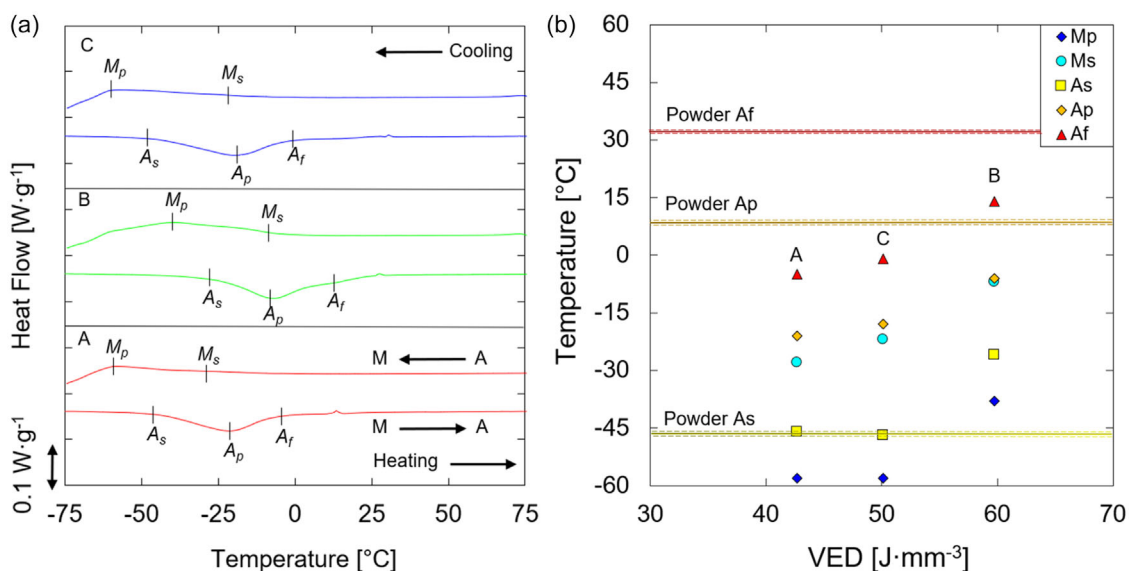 (a)
C
Cooling
Mp
Ms
As
Ap
Af
B
Mp
Ms
As
Ap
Af
A
Mp
Ms
M A
As
Ap
Af
M A
Heating
0.1 W·g-1
Heat Flow [W·g-1]
-75 -50 -25 0 25 50 75
Temperature [°C]
(b)
60
45
30
15
0
-15
-30
-45
-60
Temperature [°C]
Mp
Ms
As
Ap
Af
Powder Af
Powder Ap
Powder As
B
A
C
30 40 50 60 70
VED [J·mm-3]